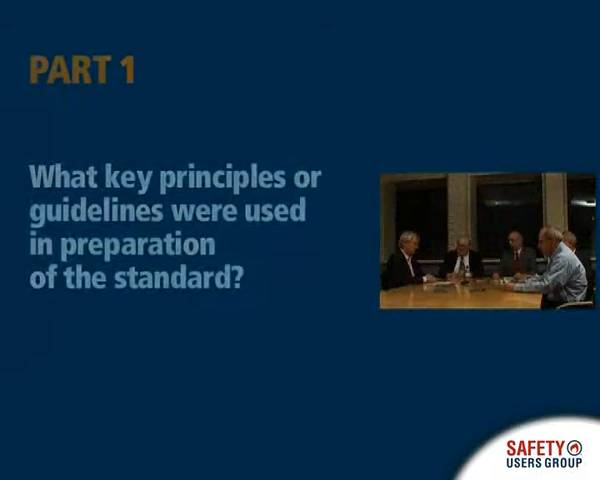 PART 1
What key principles or
guidelines were used
in preparation
of the standard?
SAFETY
USERS GROUP